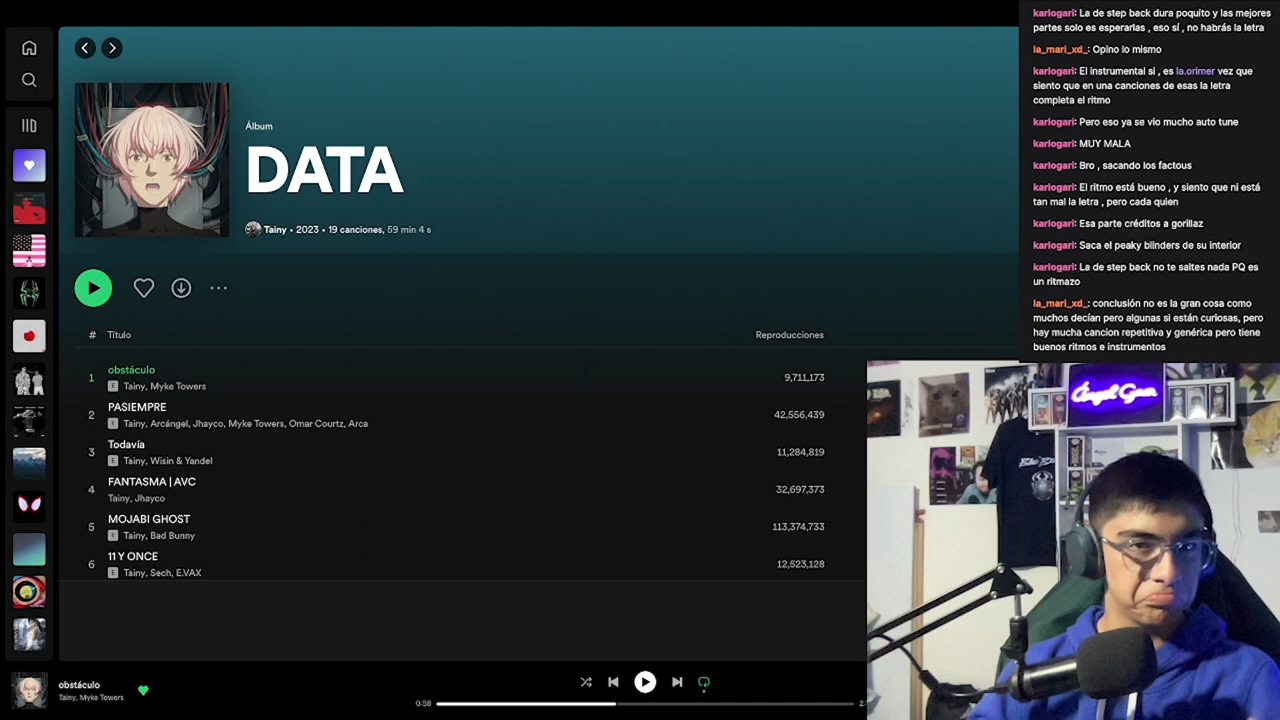 karlogari: La de step back dura poquito y las mejores
partes solo es esperarlas , eso sí , no habrás la letra
la_mari_xd_: Opino lo mismo
karlogari: El instrumental si , es la.orimer vez que
siento que en una canciones de esas la letra
completa el ritmo
karlogari: Pero eso ya se vio mucho auto tune
karlogari: MUY MALA
karlogari: Bro , sacando los factous
karlogari: El ritmo está bueno , y siento que ni está
tan mal la letra , pero cada quien
karlogari: Esa parte créditos a gorillaz
karlogari: Saca el peaky blinders de su interior
karlogari: La de step back no te saltes nada PQ es
un ritmazo
la_mari_xd_: conclusión no es la gran cosa como
muchos decían pero algunas si están curiosas, pero
hay mucha cancion repetitiva y genérica pero tiene
buenos ritmos e instrumentos
Álbum
DATA
Tainy • 2023 • 19 canciones, 59 min 4 s
# Título Reproducciones
1 obstáculo 9,711,173
E Tainy, Myke Towers
2 PASIEMPRE 42,556,439
E Tainy, Arcángel, Jhayco, Myke Towers, Omar Courtz, Arca
3 Todavía 11,284,819
E Tainy, Wisin & Yandel
4 FANTASMA | AVC 32,697,373
Tainy, Jhayco
5 MOJABI GHOST 113,374,733
E Tainy, Bad Bunny
6 11 Y ONCE 12,523,128
E Tainy, Sech, E.VAX
Ángel Gran
obstáculo
Tainy, Myke Towers
0:58